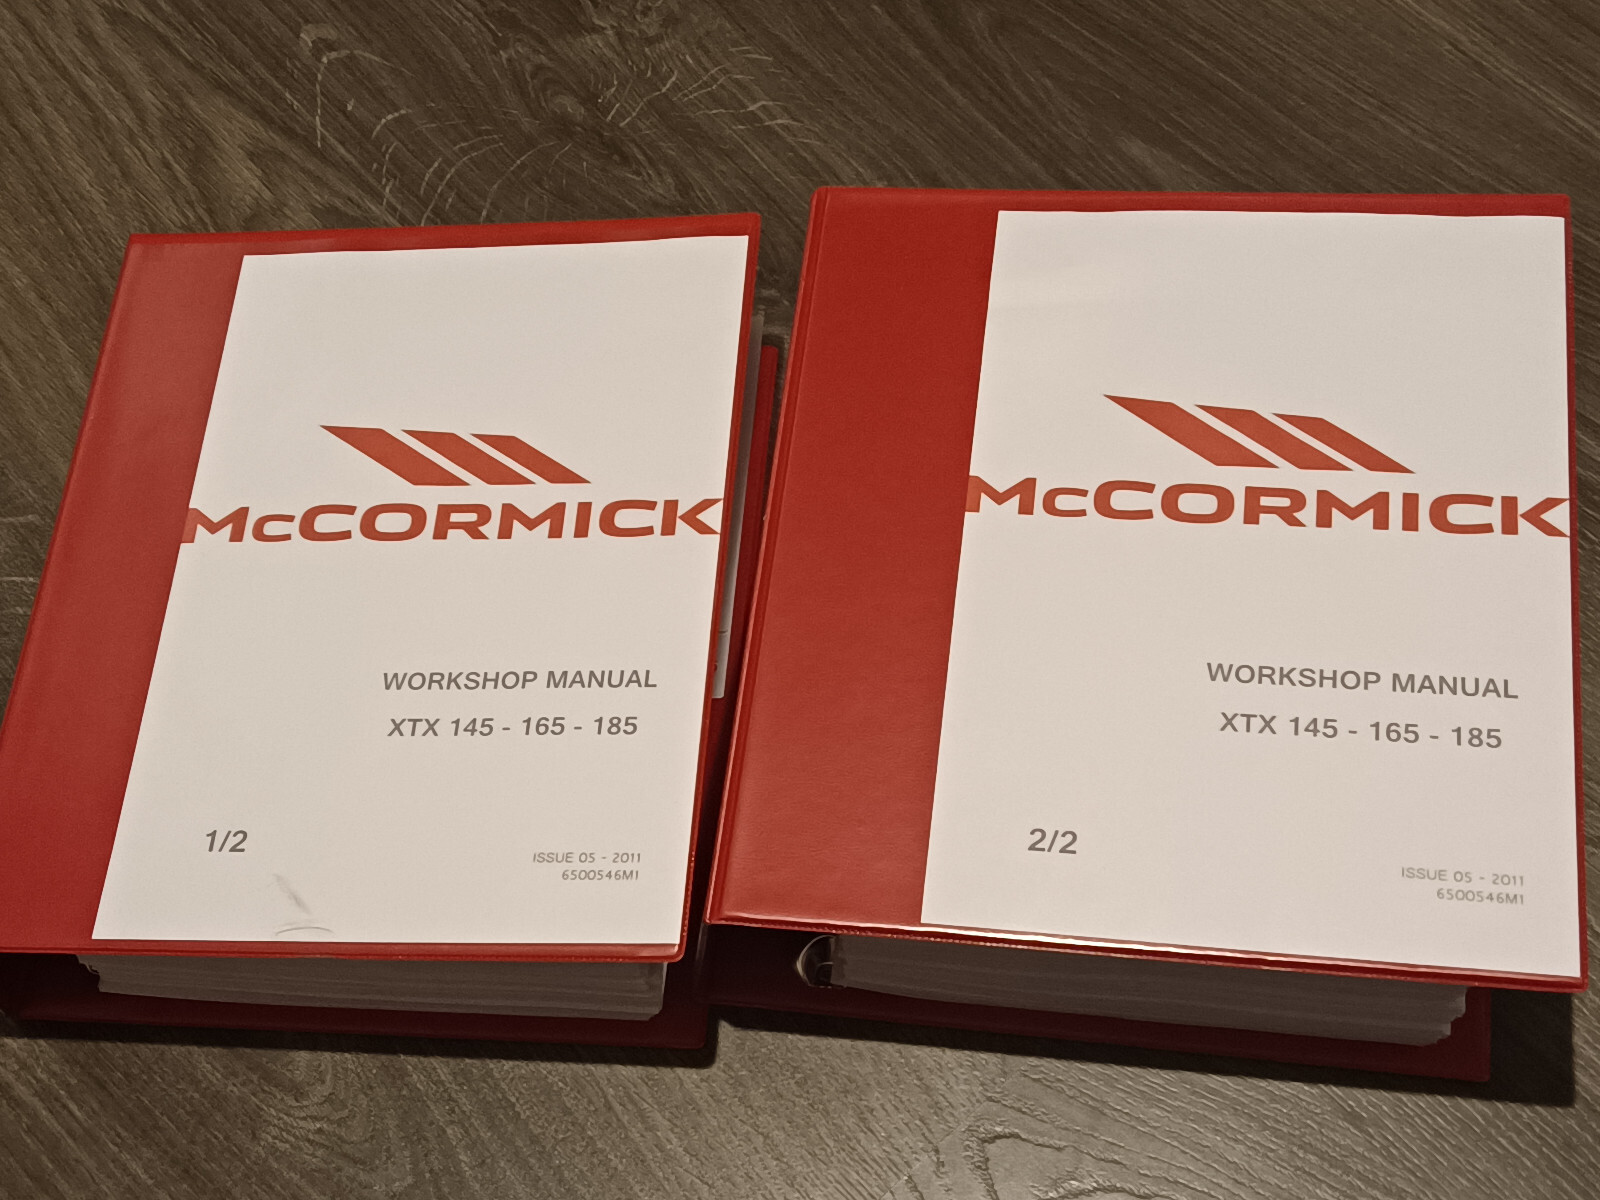 McCORMICK
WORKSHOP MANUAL
XTX 145 - 165 - 185
1/2
ISSUE 05 - 2011
6500546M1
McCORMICK
WORKSHOP MANUAL
XTX 145 - 165 - 185
2/2
ISSUE 05 - 2011
6500546M1